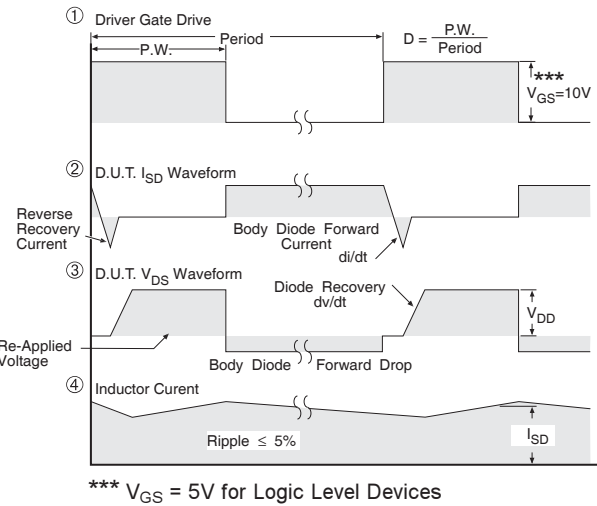 ① Driver Gate Drive
P.W.
Period
D = P.W.
Period
***
VGS=10V
② D.U.T. ISD Waveform
Reverse
Recovery
Current
Body Diode Forward
Current
di/dt
③ D.U.T. VDS Waveform
Diode Recovery
dv/dt
VDD
Re-Applied
Voltage
Body Diode Forward Drop
④ Inductor Curent
Ripple ≤ 5%
ISD
*** VGS = 5V for Logic Level Devices